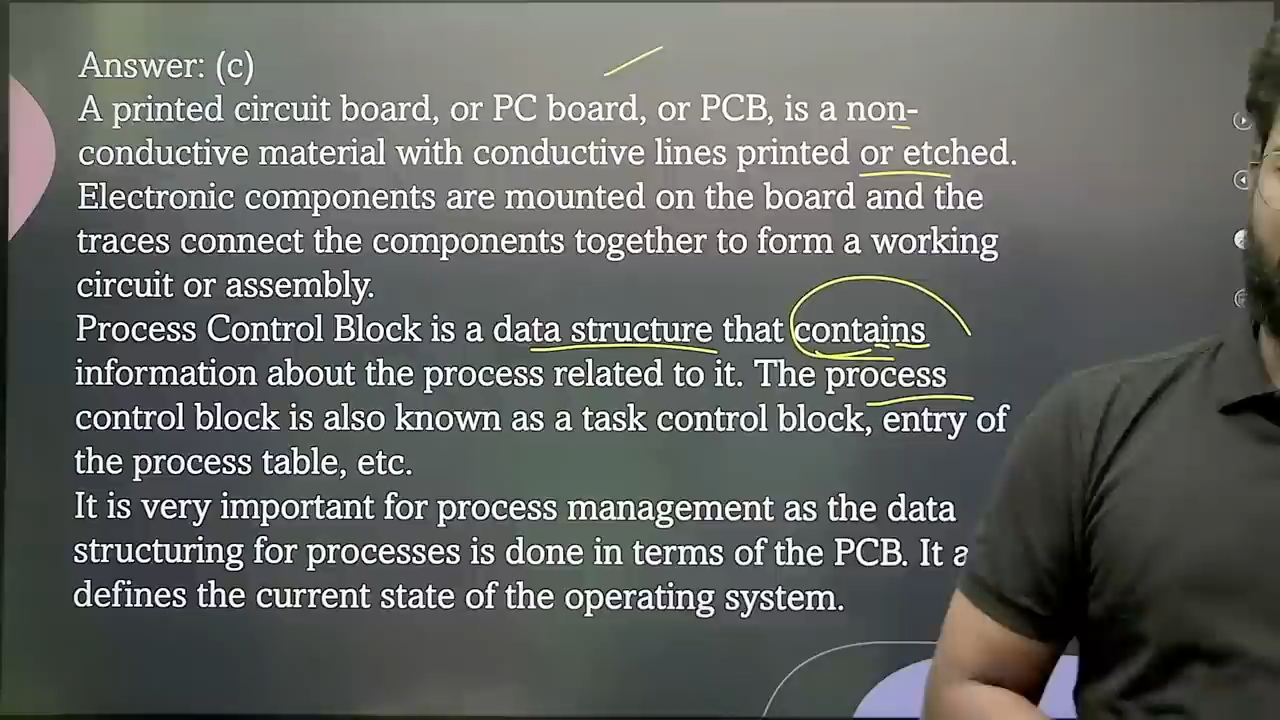 Answer: (c)
A printed circuit board, or PC board, or PCB, is a non-
conductive material with conductive lines printed or etched.
Electronic components are mounted on the board and the
traces connect the components together to form a working
circuit or assembly.
Process Control Block is a data structure that contains
information about the process related to it. The process
control block is also known as a task control block, entry of
the process table, etc.
It is very important for process management as the data
structuring for processes is done in terms of the PCB. It
defines the current state of the operating system.